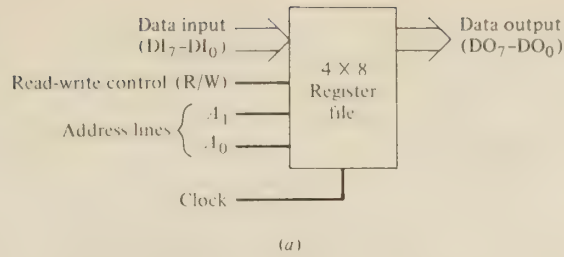 Data input
(DI₇–DI₀)
Data output
(DO₇–DO₀)
Read-write control (R/W)
4 × 8
Register
file
Address lines
A₁
A₀
Clock
(a)